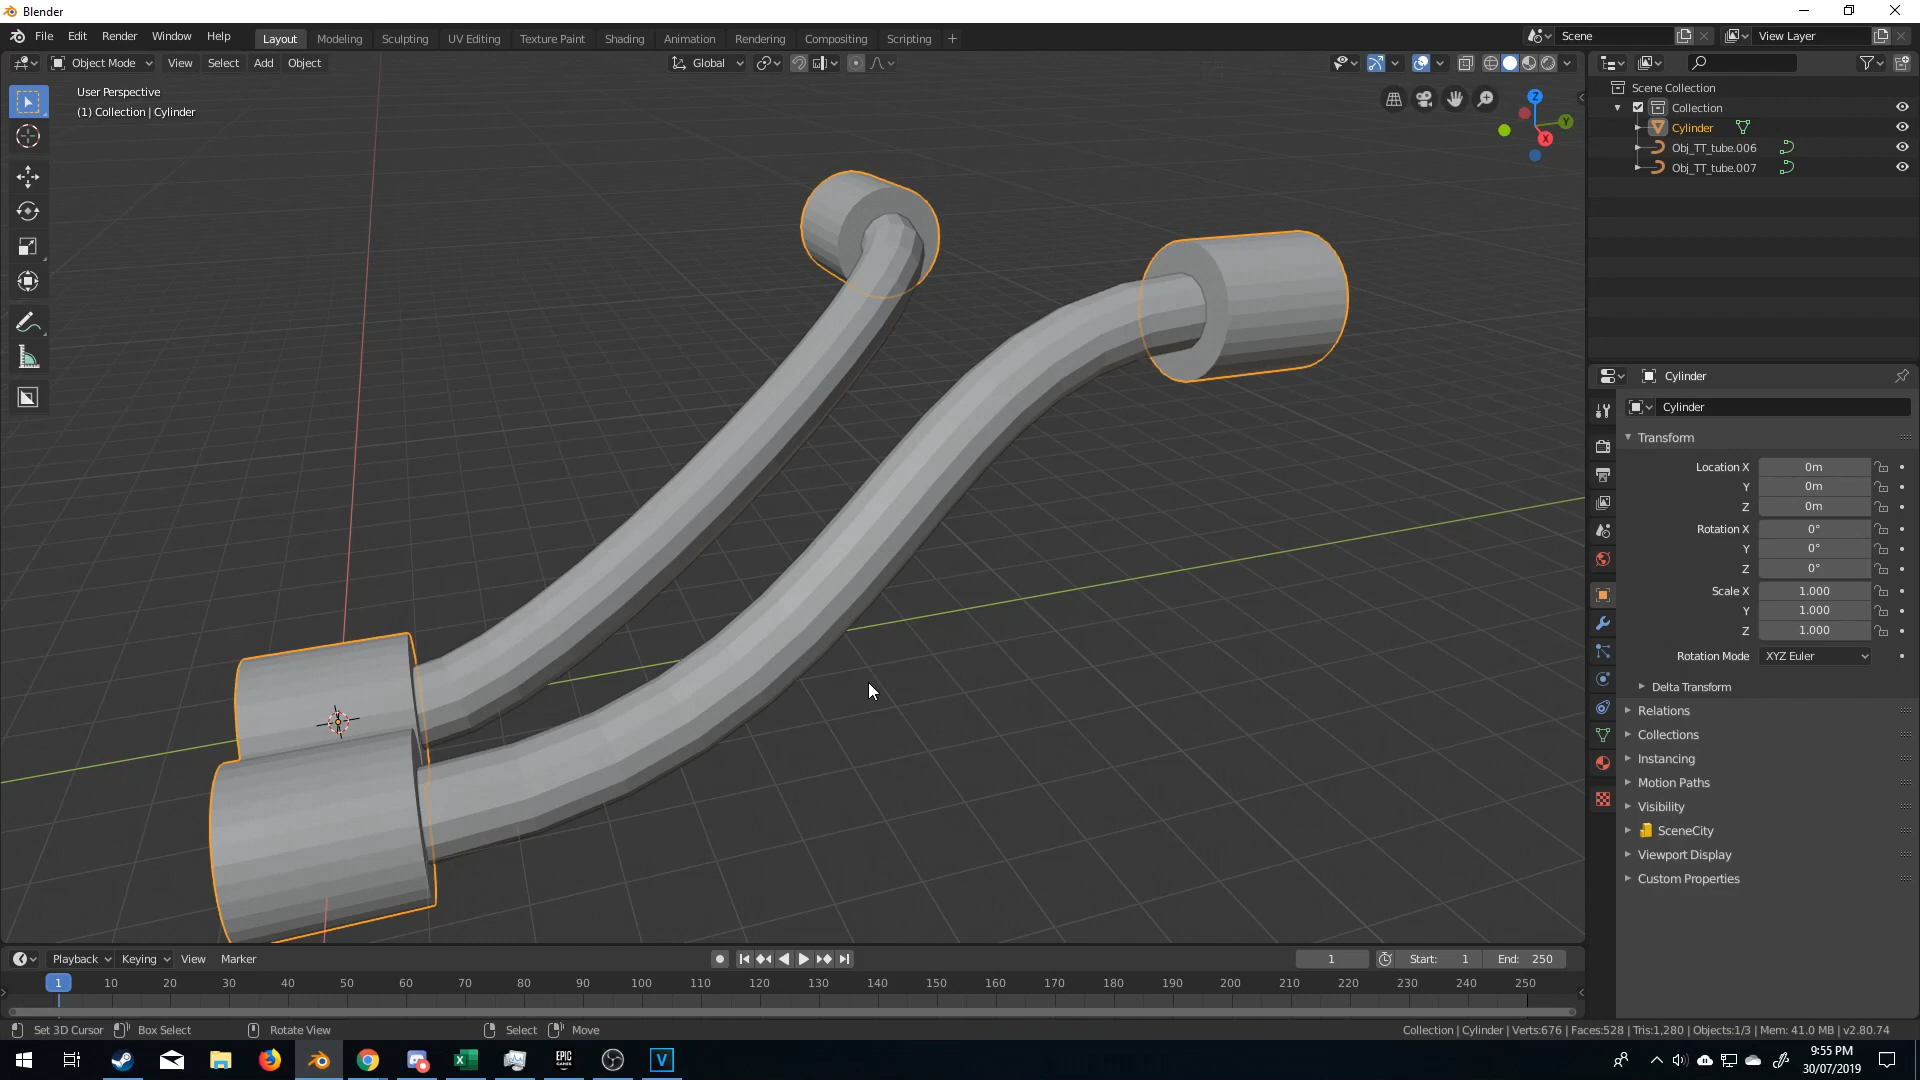 Blender
File Edit Render Window Help
Layout Modeling Sculpting UV Editing Texture Paint Shading Animation Rendering Compositing Scripting +
Scene
View Layer
Object Mode View Select Add Object
Global
User Perspective
(1) Collection | Cylinder
Z
Y
X
Scene Collection
Collection
Cylinder
Obj_TT_tube.006
Obj_TT_tube.007
Cylinder
Cylinder
Transform
Location X 0m
Y 0m
Z 0m
Rotation X 0°
Y 0°
Z 0°
Scale X 1.000
Y 1.000
Z 1.000
Rotation Mode XYZ Euler
Delta Transform
Relations
Collections
Instancing
Motion Paths
Visibility
SceneCity
Viewport Display
Custom Properties
Playback Keying View Marker
1 Start: 1 End: 250
1 10 20 30 40 50 60 70 80 90 100 110 120 130 140 150 160 170 180 190 200 210 220 230 240 250
Set 3D Cursor Box Select Rotate View Select Move
Collection | Cylinder | Verts:676 | Faces:528 | Tris:1,280 | Objects:1/3 | Mem: 41.0 MB | v2.80.74
EPIC
GAMES
V
9:55 PM
30/07/2019